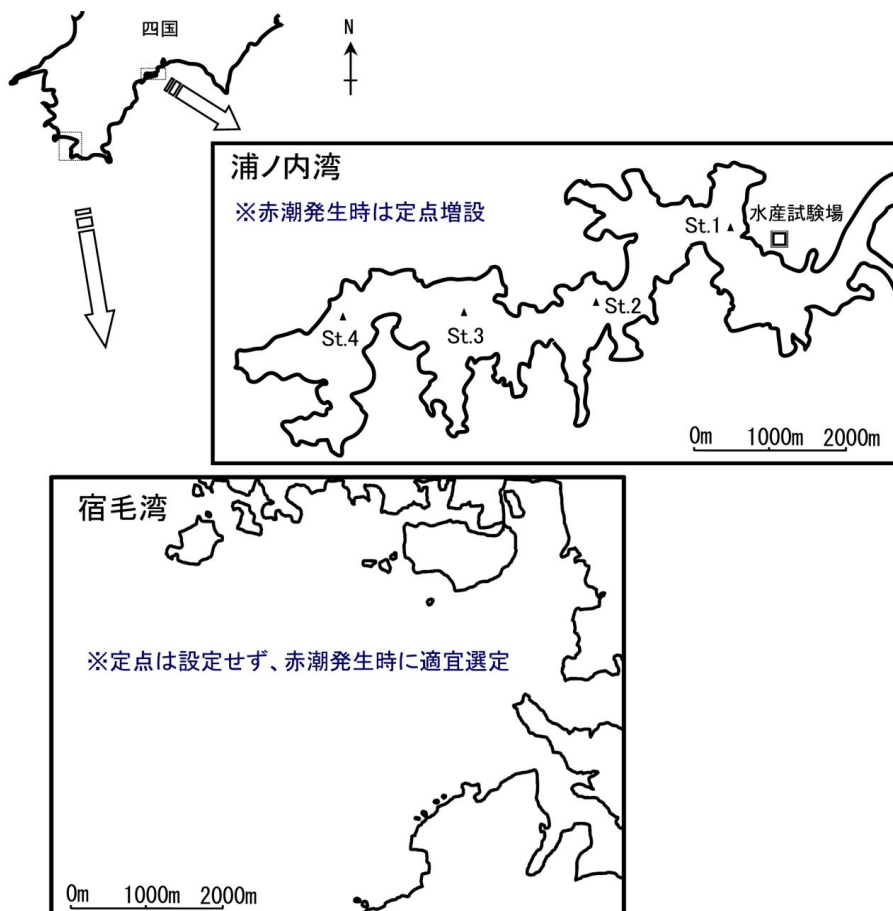 四国
N
浦ノ内湾
※赤潮発生時は定点増設
水産試験場
St.1
St.2
St.3
St.4
0m 1000m 2000m
宿毛湾
※定点は設定せず、赤潮発生時に適宜選定
0m 1000m 2000m